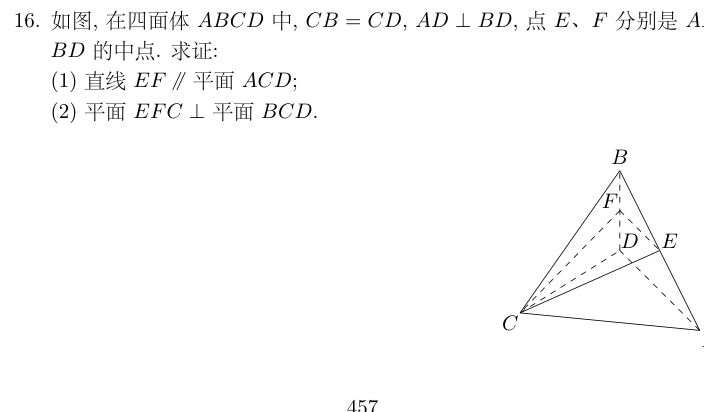 16. 如图, 在四面体 ABCD 中, CB = CD, AD ⊥ BD, 点 E、F 分别是
BD 的中点. 求证:
(1) 直线 EF ∥ 平面 ACD;
(2) 平面 EFC ⊥ 平面 BCD.
B
F
D E
C
457